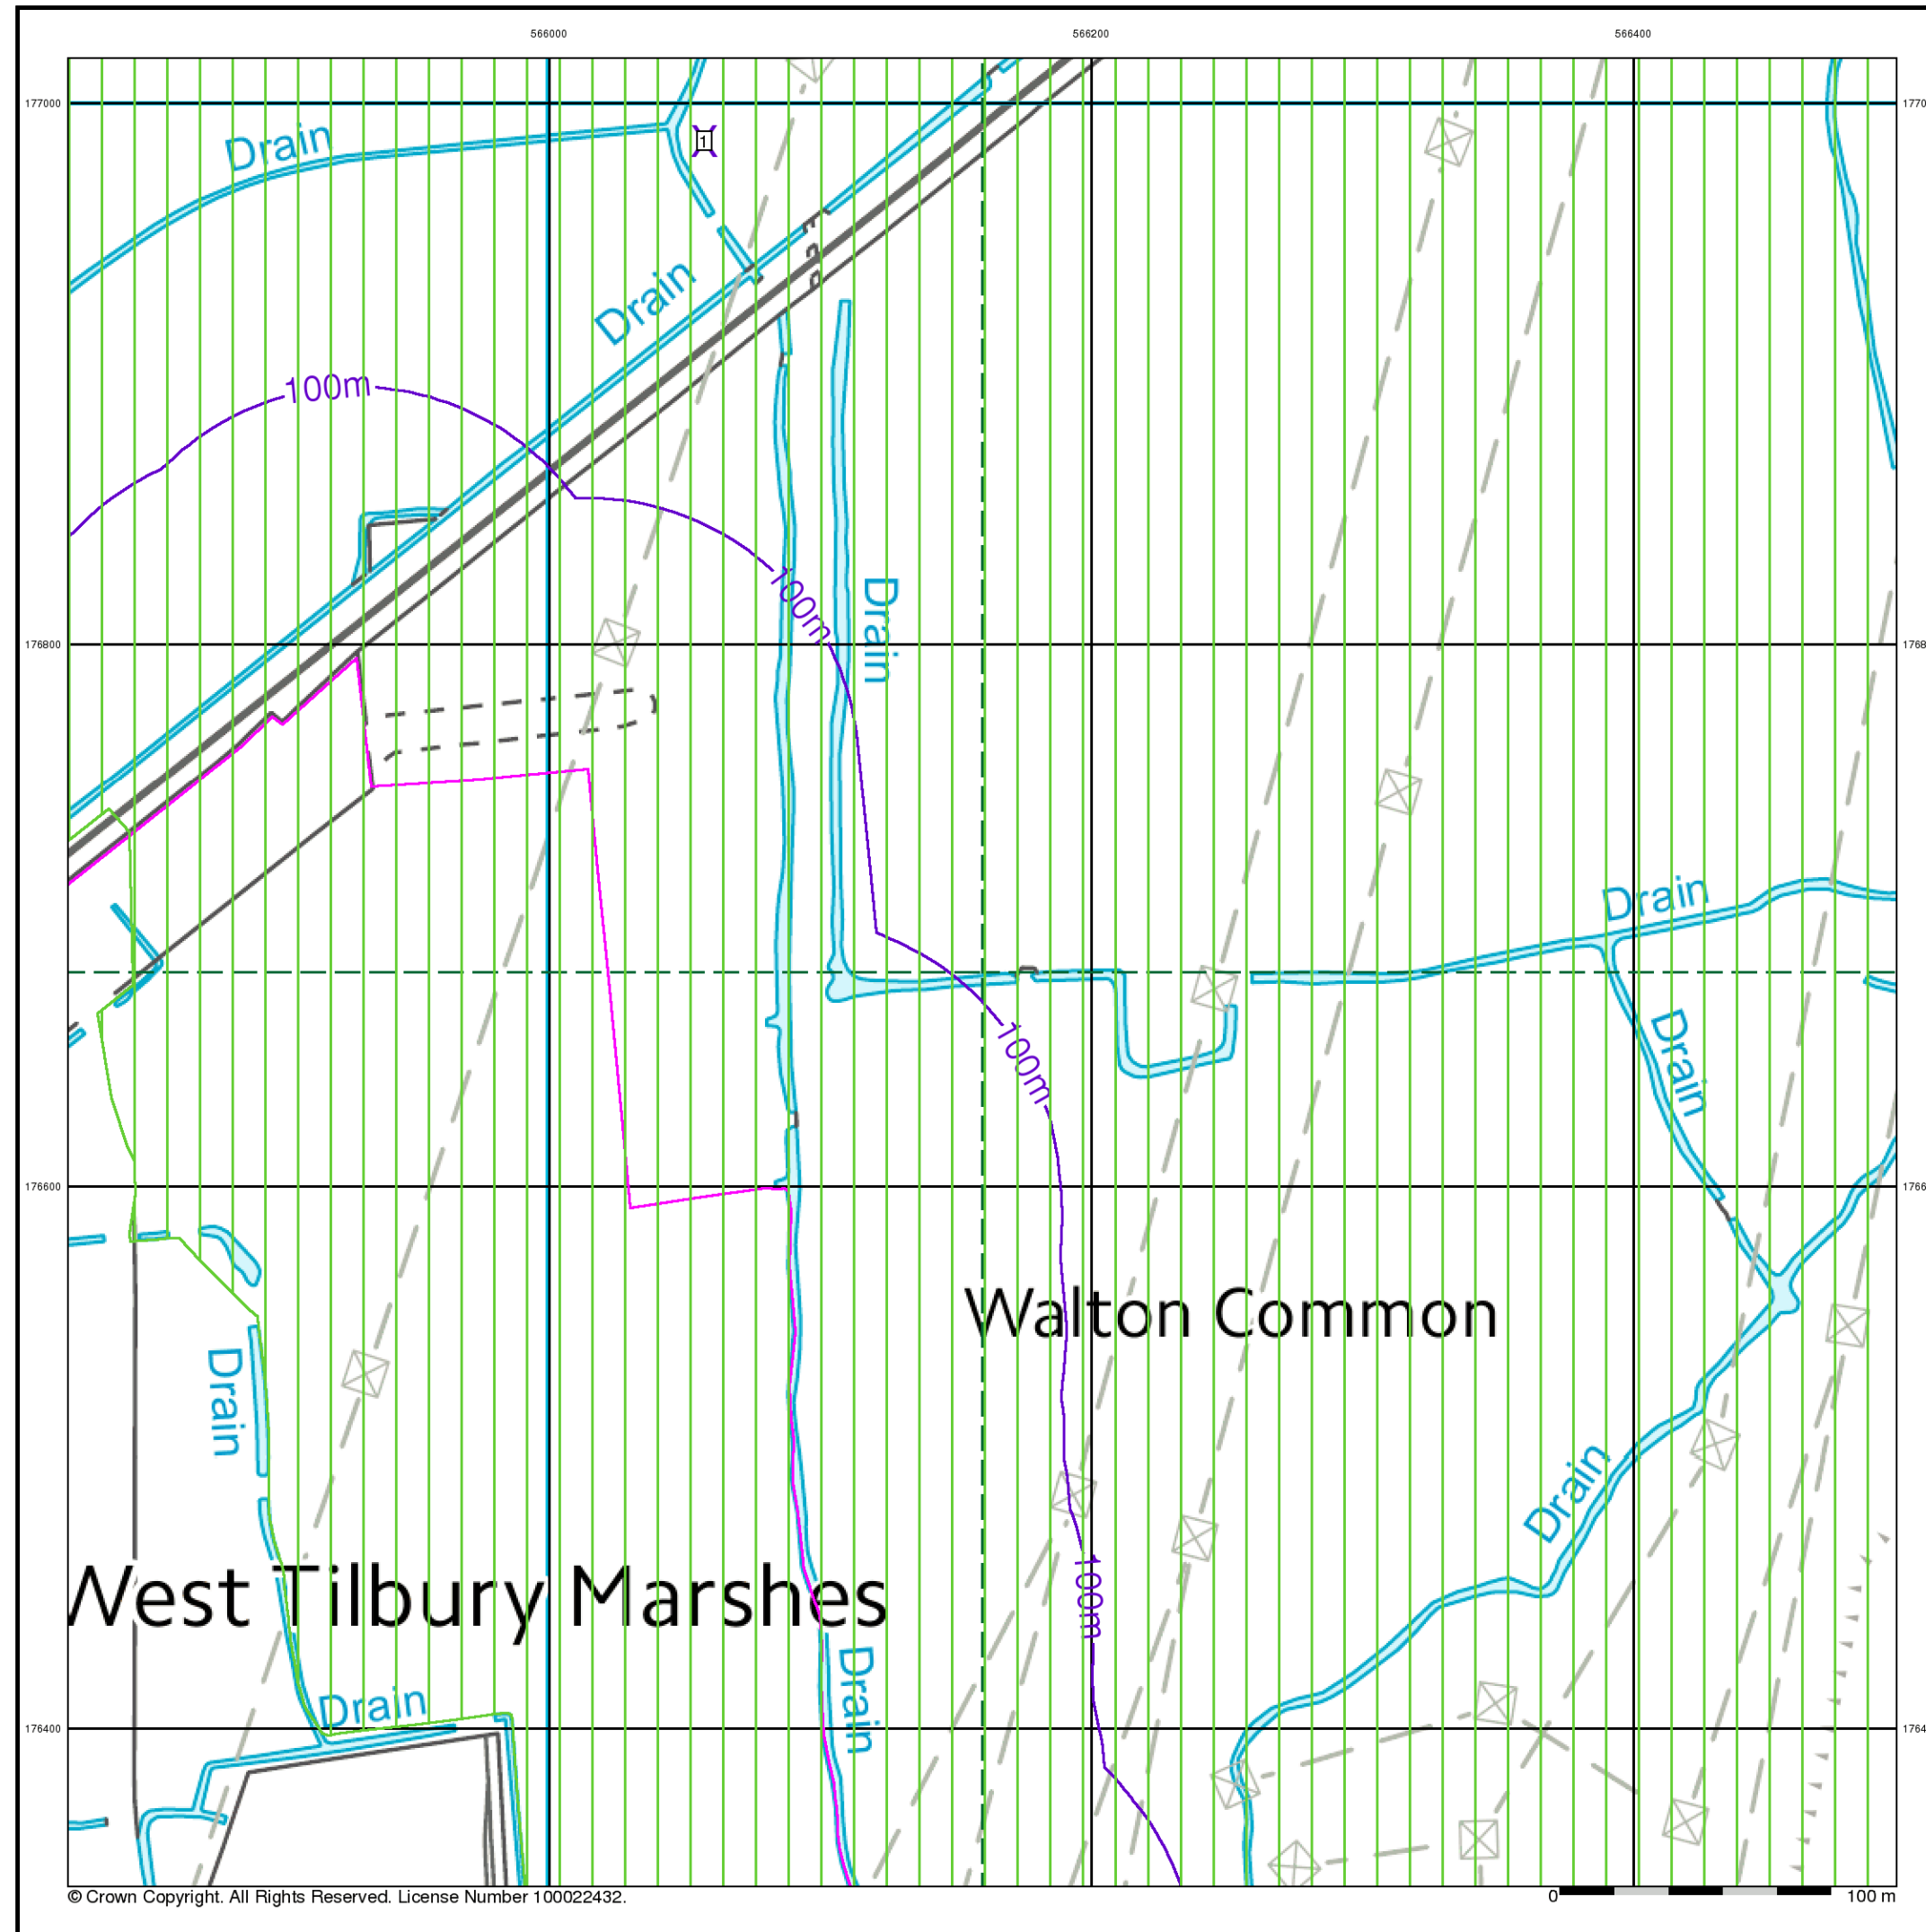 566000 566200 566400
177000 1770
Drain
1
Drain
100m
100m
Drain
176800 1768
Drain
Drain
100m
176600 1766
Walton Common
Drain
Drain
100m
West Tilbury Marshes
Drain
Drain
176400 1764
© Crown Copyright. All Rights Reserved. License Number 100022432.
0 100 m